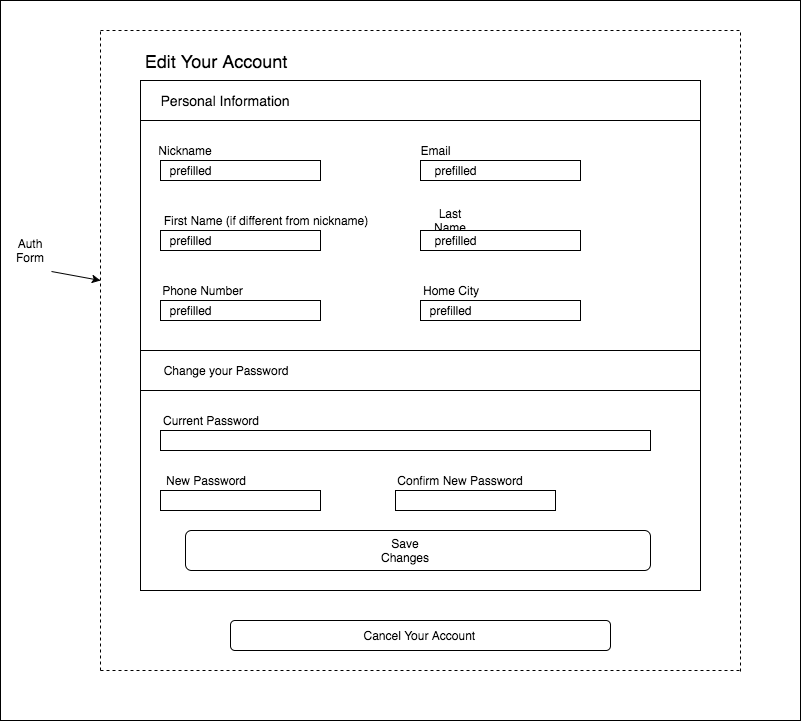 Edit Your Account
Personal Information
Nickname
Email
prefilled
prefilled
First Name (if different from nickname)
Last
Name
prefilled
prefilled
Auth
Form
Phone Number
Home City
prefilled
prefilled
Change your Password
Current Password
New Password
Confirm New Password
Save
Changes
Cancel Your Account